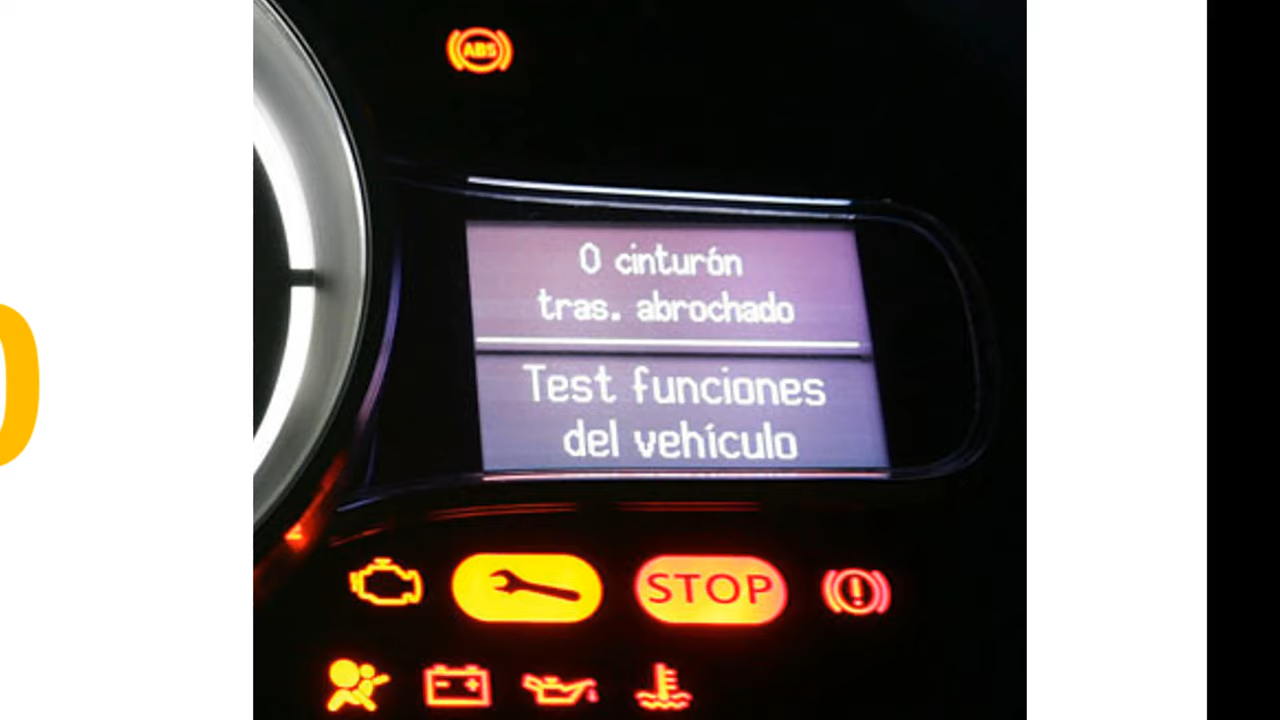 ABS
0 cinturón
tras. abrochado
Test funciones
del vehículo
STOP